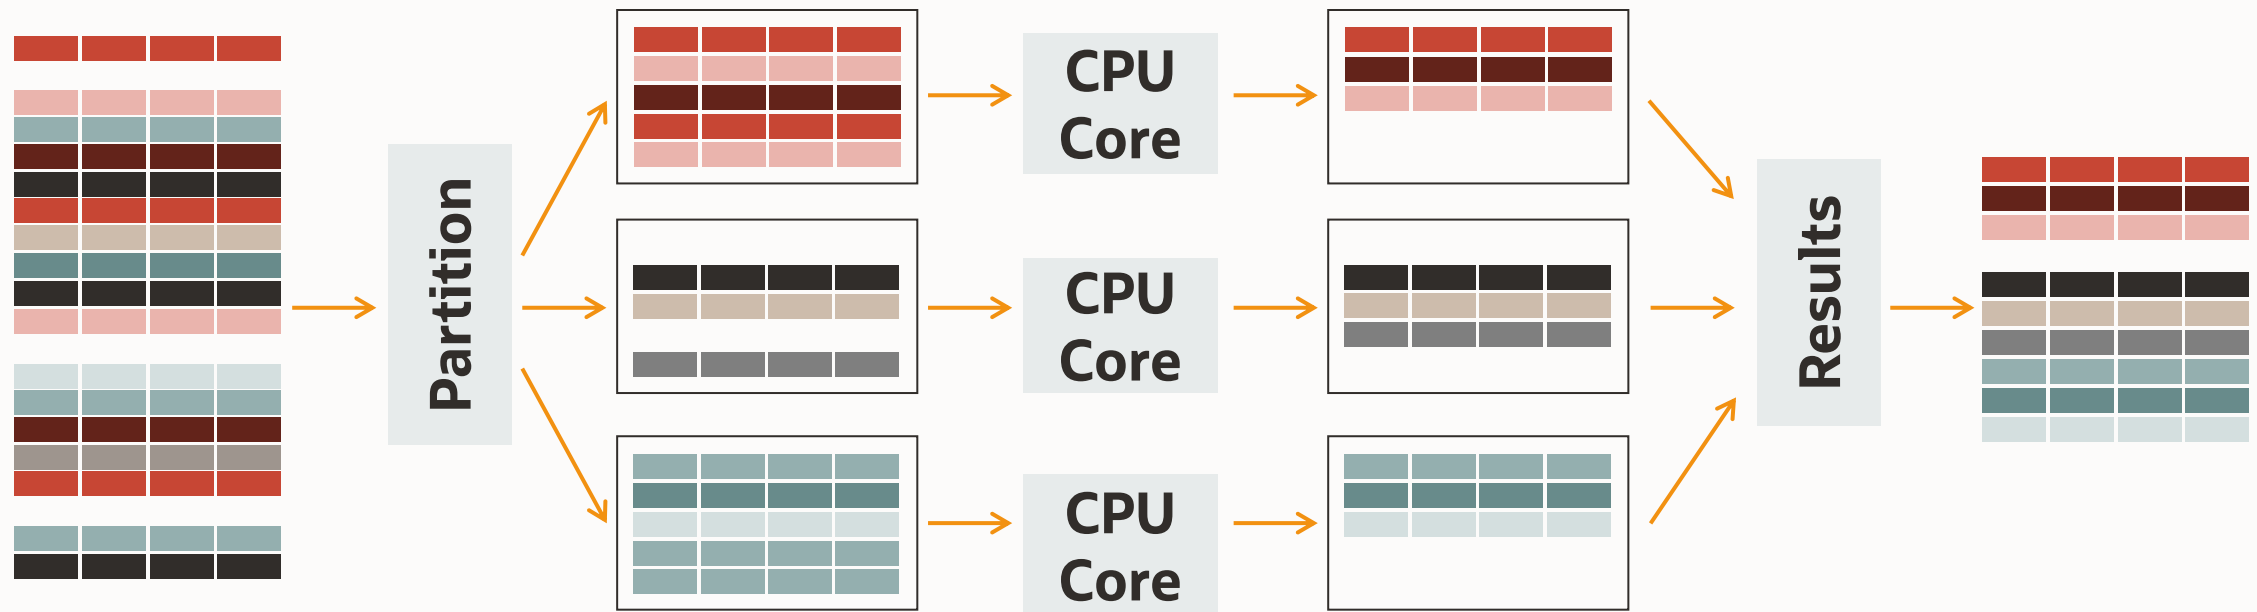 Partition
CPU
Core
CPU
Core
CPU
Core
Results